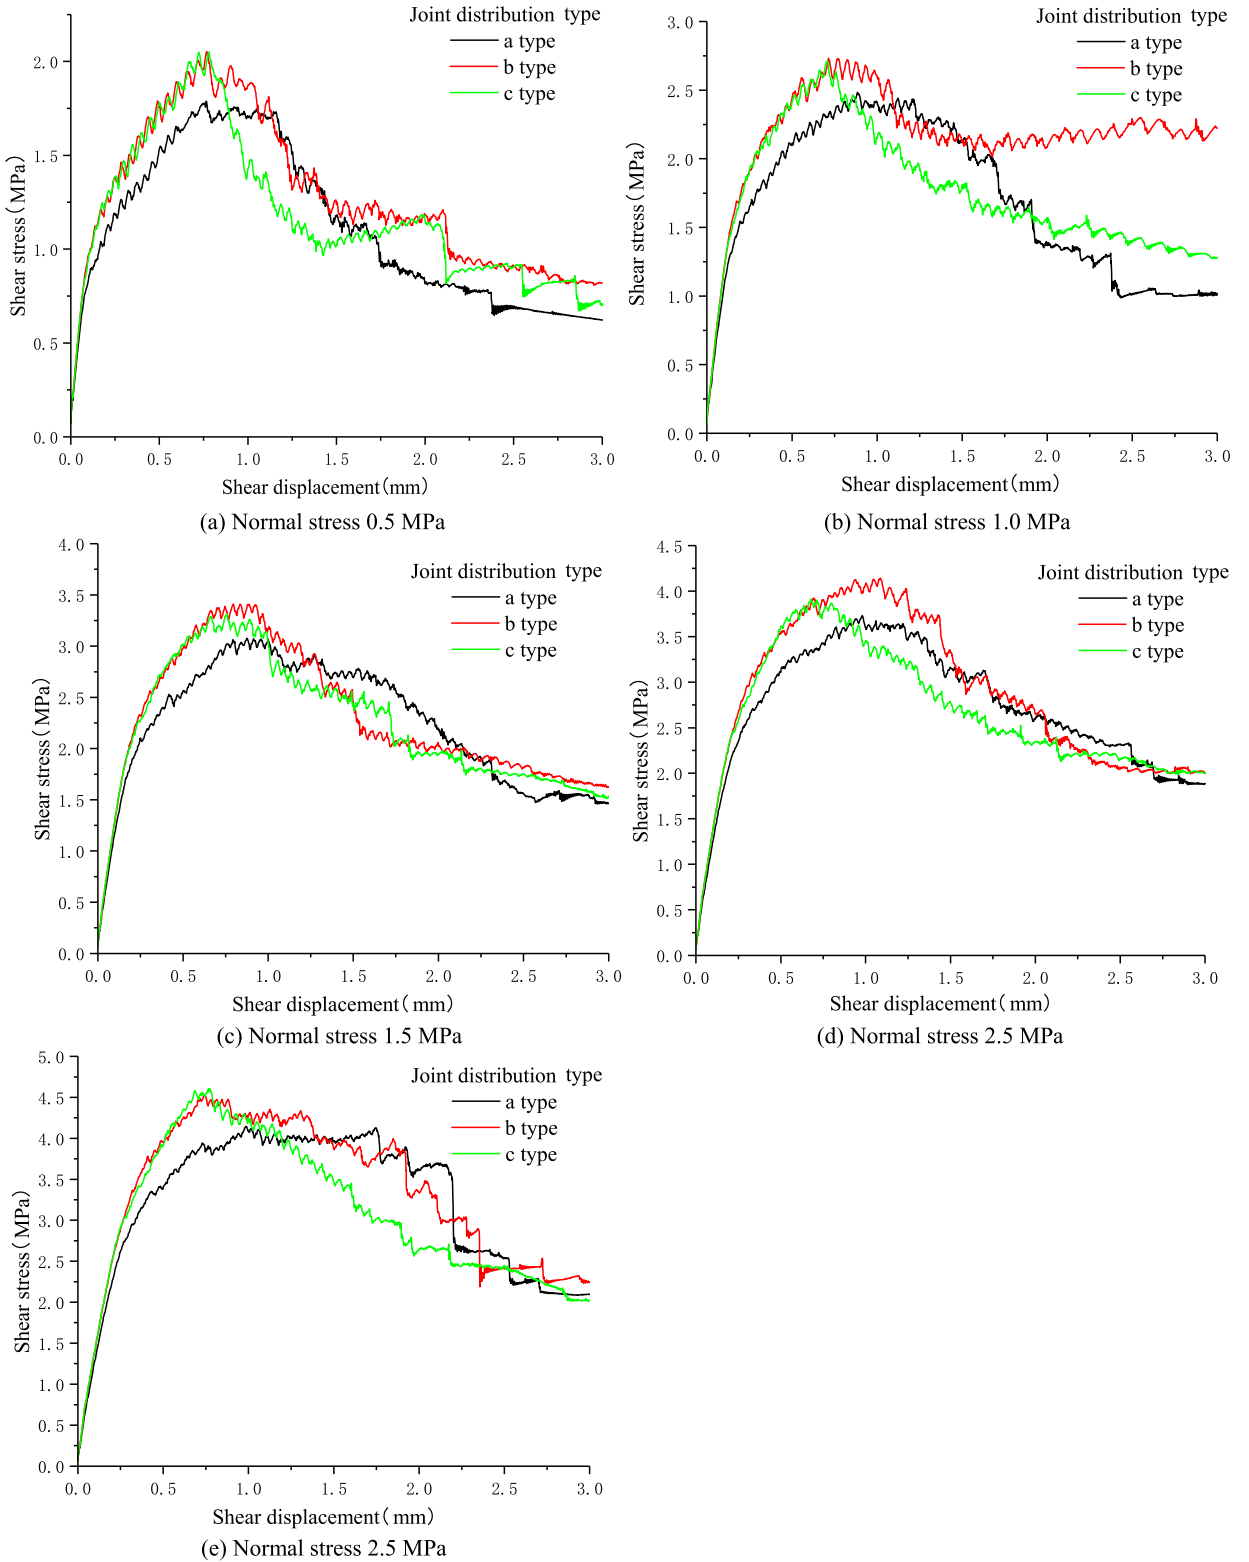 Joint distribution type
a type
b type
c type
2.0
1.5
1.0
0.5
0.0
Shear stress(MPa)
0.0 0.5 1.0 1.5 2.0 2.5 3.0
Shear displacement(mm)
(a) Normal stress 0.5 MPa
Joint distribution type
a type
b type
c type
3.0
2.5
2.0
1.5
1.0
0.5
0.0
Shear stress(MPa)
0.0 0.5 1.0 1.5 2.0 2.5 3.0
Shear displacement(mm)
(b) Normal stress 1.0 MPa
Joint distribution type
a type
b type
c type
4.0
3.5
3.0
2.5
2.0
1.5
1.0
0.5
0.0
Shear stress(MPa)
0.0 0.5 1.0 1.5 2.0 2.5 3.0
Shear displacement(mm)
(c) Normal stress 1.5 MPa
Joint distribution type
a type
b type
c type
4.5
4.0
3.5
3.0
2.5
2.0
1.5
1.0
0.5
0.0
Shear stress(MPa)
0.0 0.5 1.0 1.5 2.0 2.5 3.0
Shear displacement(mm)
(d) Normal stress 2.5 MPa
Joint distribution type
a type
b type
c type
5.0
4.5
4.0
3.5
3.0
2.5
2.0
1.5
1.0
0.5
0.0
Shear stress(MPa)
0.0 0.5 1.0 1.5 2.0 2.5 3.0
Shear displacement(mm)
(e) Normal stress 2.5 MPa